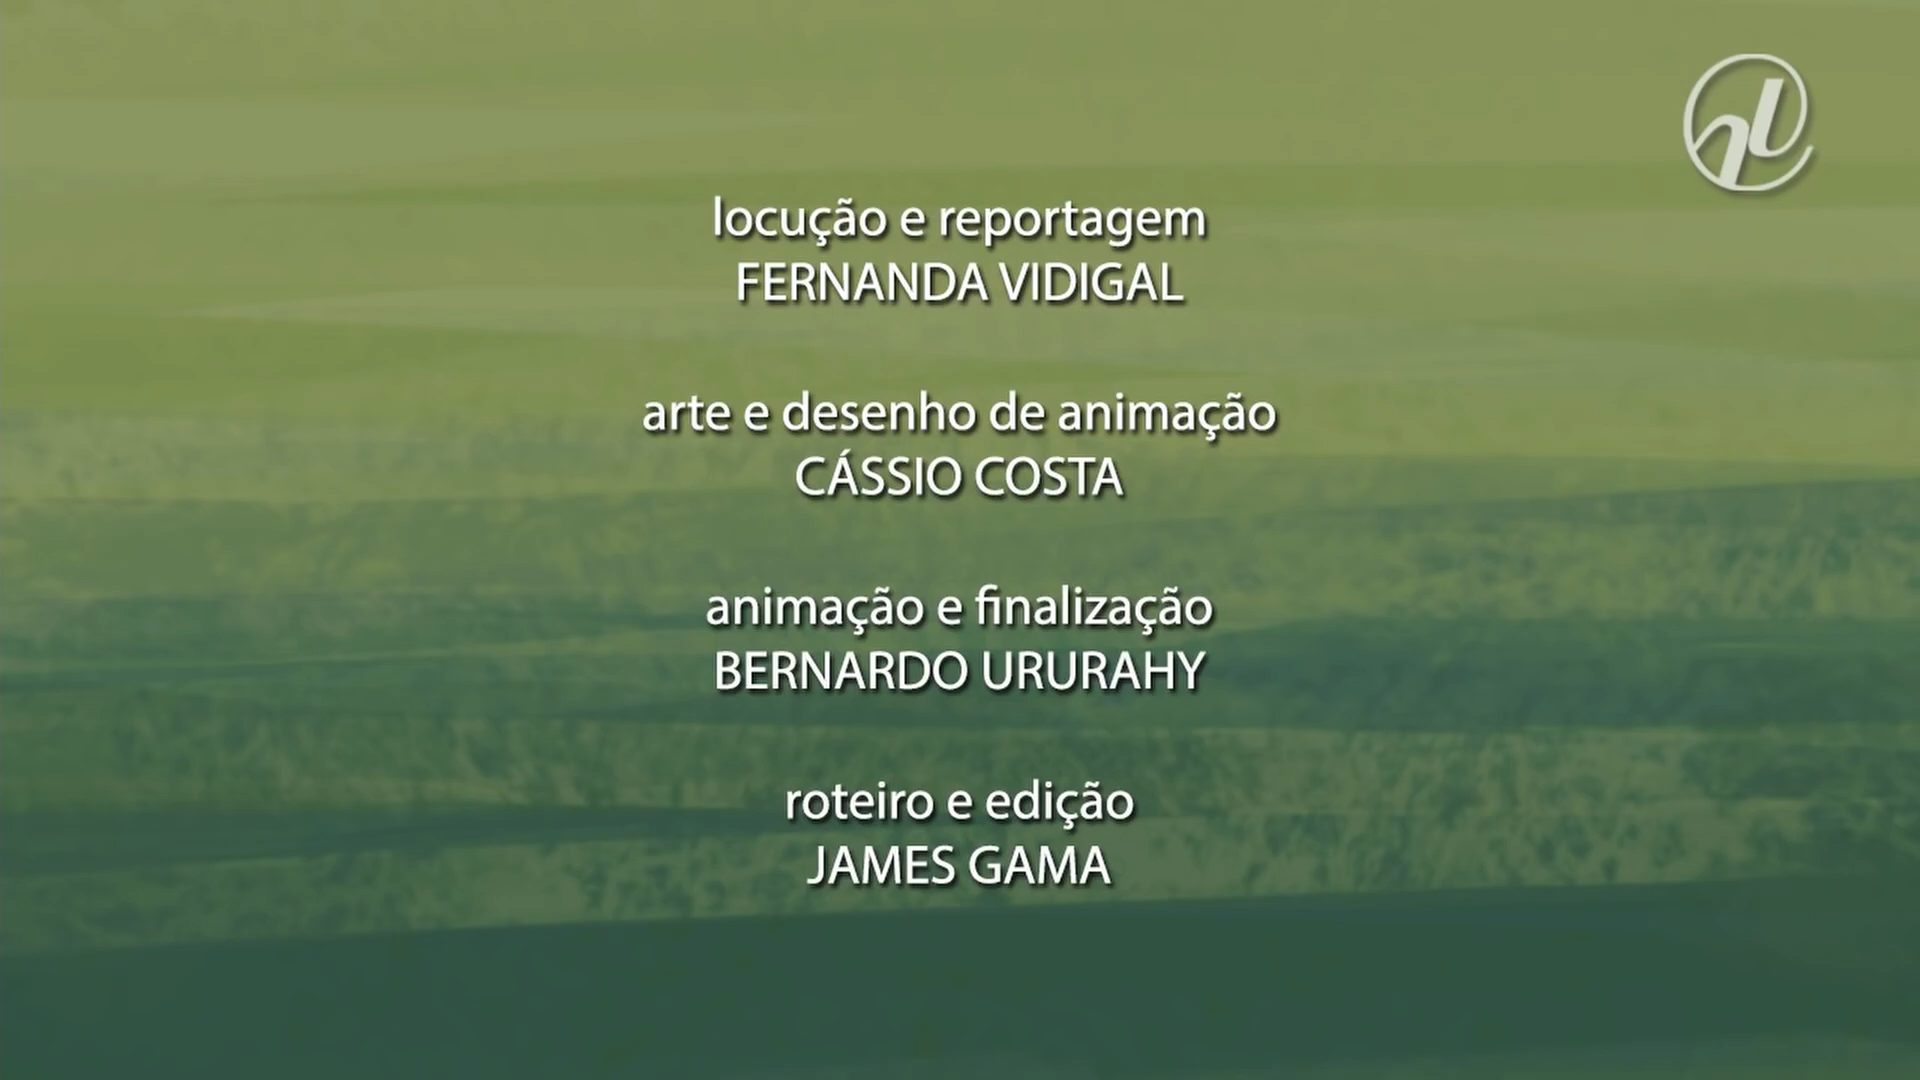 locução e reportagem
FERNANDA VIDIGAL
arte e desenho de animação
CÁSSIO COSTA
animação e finalização
BERNARDO URURAHY
roteiro e edição
JAMES GAMA